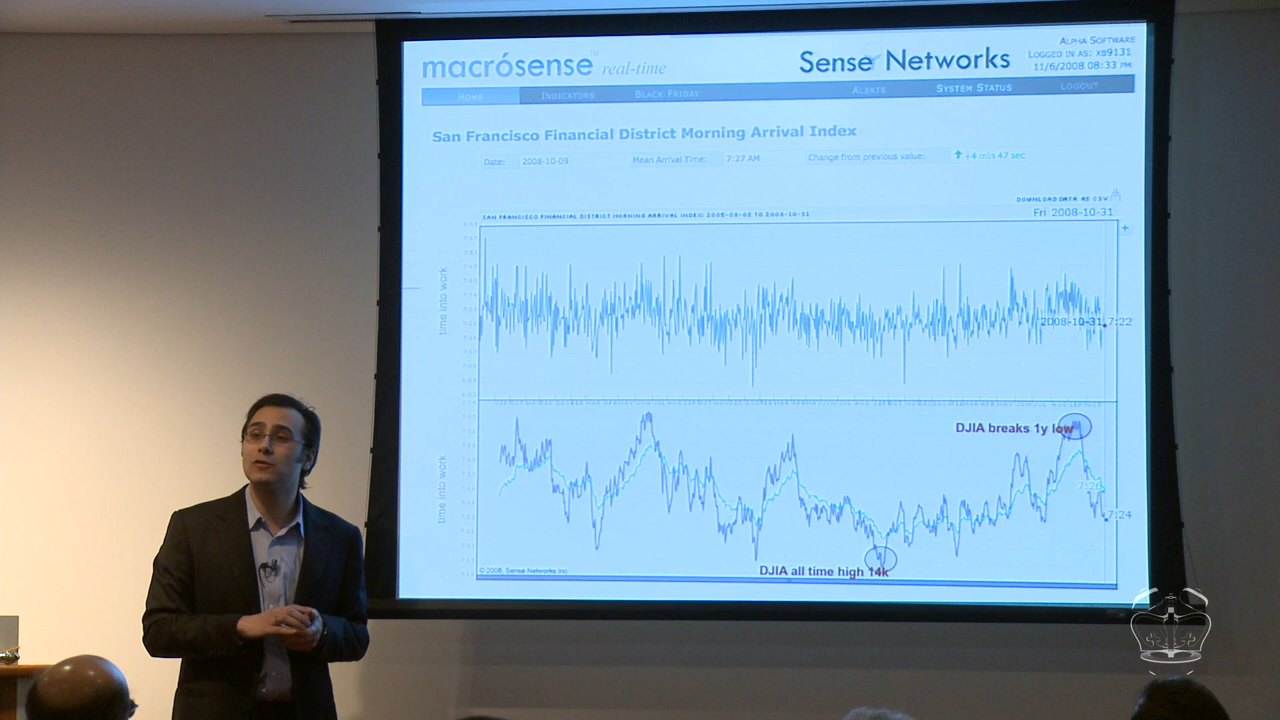 macrósense™ real-time
Sense Networks
ALPHA SOFTWARE
LOGGED IN AS: XB9131
11/6/2008 08:33 PM
HOME INDICATORS BLACK FRIDAY ALERTS SYSTEM STATUS LOGOUT
San Francisco Financial District Morning Arrival Index
Date: 2008-10-09 Mean Arrival Time: 7:27 AM Change from previous value: +4 min 47 sec
DOWNLOAD DATA AS CSV
Fri 2008-10-31
time into work
2008-10-31, 7:22
DJIA breaks 1y low
time into work
7:24
DJIA all time high 14k
© 2008, Sense Networks Inc.